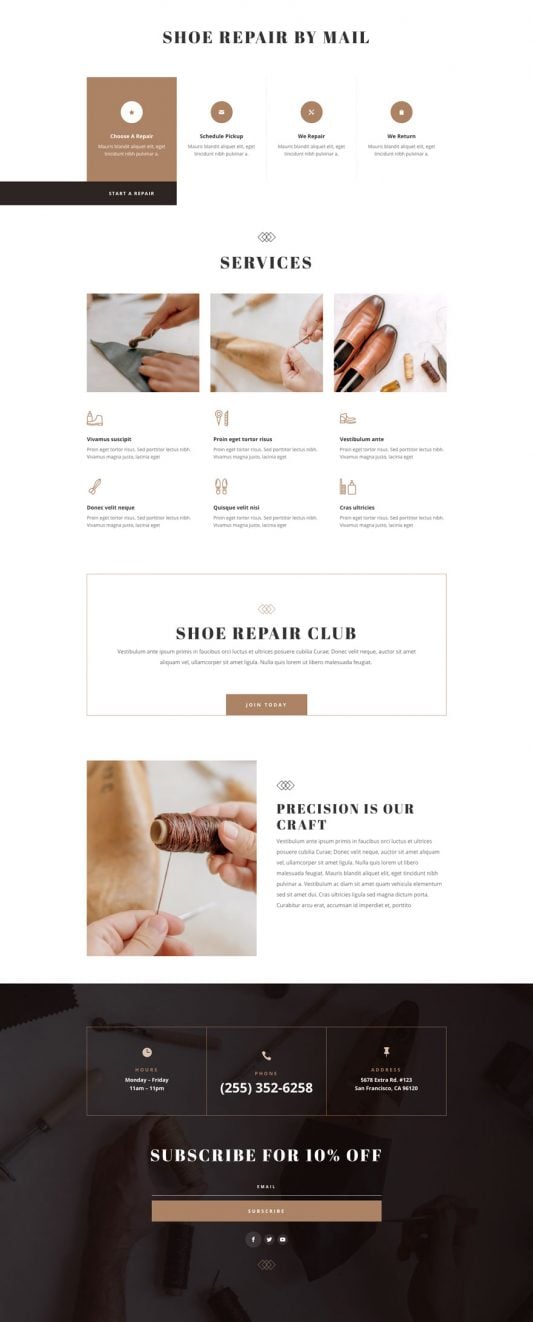 SHOE REPAIR BY MAIL
Choose A Repair
Mauris blandit aliquet elit, eget
tincidunt nibh pulvinar a.
Schedule Pickup
Mauris blandit aliquet elit, eget
tincidunt nibh pulvinar a.
We Repair
Mauris blandit aliquet elit, eget
tincidunt nibh pulvinar a.
We Return
Mauris blandit aliquet elit, eget
tincidunt nibh pulvinar a.
START A REPAIR
SERVICES
Vivamus suscipit
Proin eget tortor risus. Sed porttitor lectus nibh.
Vivamus magna justo, lacinia eget
Proin eget tortor risus
Proin eget tortor risus. Sed porttitor lectus nibh.
Vivamus magna justo, lacinia eget
Vestibulum ante
Proin eget tortor risus. Sed porttitor lectus nibh.
Vivamus magna justo, lacinia eget
Donec velit neque
Proin eget tortor risus. Sed porttitor lectus nibh.
Vivamus magna justo, lacinia eget
Quisque velit nisi
Proin eget tortor risus. Sed porttitor lectus nibh.
Vivamus magna justo, lacinia eget
Cras ultricies
Proin eget tortor risus. Sed porttitor lectus nibh.
Vivamus magna justo, lacinia eget
SHOE REPAIR CLUB
Vestibulum ante ipsum primis in faucibus orci luctus et ultrices posuere cubilia Curae; Donec velit neque, auctor sit amet
aliquam vel, ullamcorper sit amet ligula. Nulla quis lorem ut libero malesuada feugiat.
JOIN TODAY
PRECISION IS OUR
CRAFT
Vestibulum ante ipsum primis in faucibus orci luctus et ultrices
posuere cubilia Curae; Donec velit neque, auctor sit amet aliquam
vel, ullamcorper sit amet ligula. Nulla quis lorem ut libero
malesuada feugiat. Mauris blandit aliquet elit, eget tincidunt nibh
pulvinar a. Vestibulum ac diam sit amet quam vehicula elementum
sed sit amet dui. Cras ultricies ligula sed magna dictum porta.
Curabitur arcu erat, accumsan id imperdiet et, portito
HOURS
Monday – Friday
11am – 11pm
PHONE
(255) 352-6258
ADDRESS
5678 Extra Rd. #123
San Francisco, CA 96120
SUBSCRIBE FOR 10% OFF
EMAIL
SUBSCRIBE